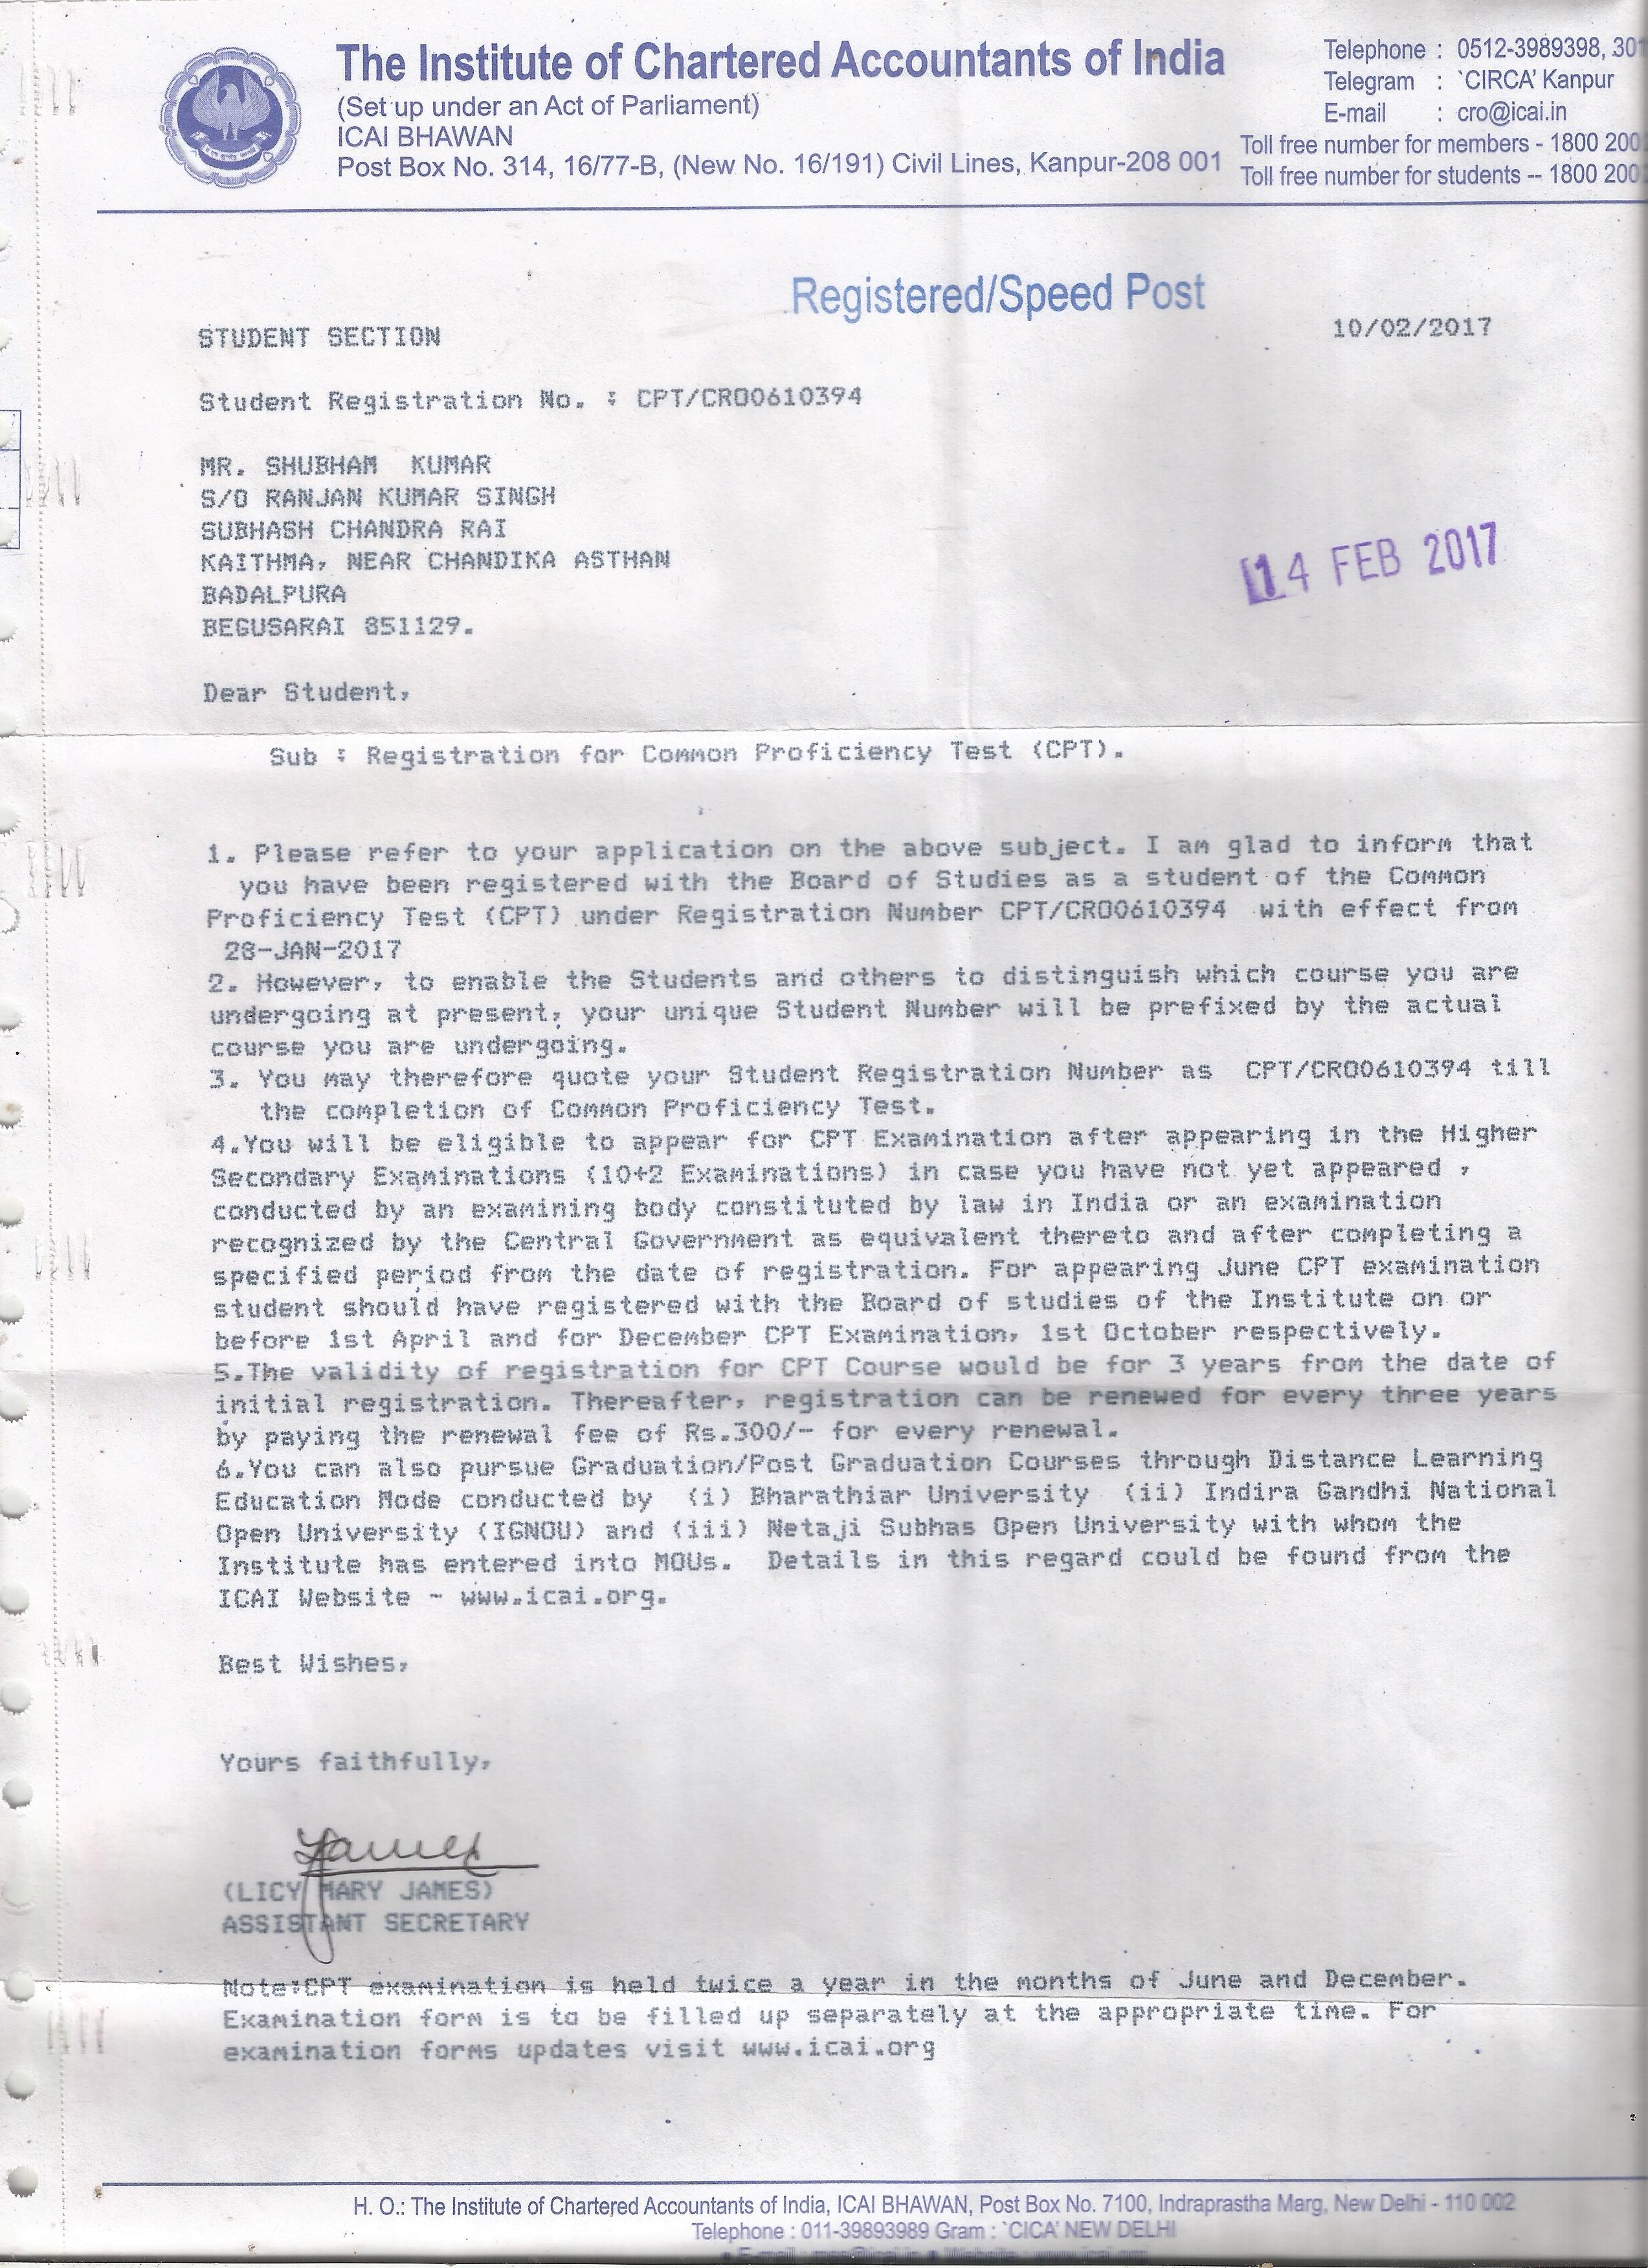 The Institute of Chartered Accountants of India
(Set up under an Act of Parliament)
ICAI BHAWAN
Post Box No. 314, 16/77-B, (New No. 16/191) Civil Lines, Kanpur-208 001
Telephone : 0512-3989398, 30
Telegram : `CIRCA' Kanpur
E-mail : cro@icai.in
Toll free number for members - 1800 200
Toll free number for students -- 1800 200
Registered/Speed Post
10/02/2017
STUDENT SECTION
Student Registration No. : CPT/CRO0610394
MR. SHUBHAM KUMAR
S/O RANJAN KUMAR SINGH
SUBHASH CHANDRA RAI
KAITHMA, NEAR CHANDIKA ASTHAN
BADALPURA
BEGUSARAI 851129.
14 FEB 2017
Dear Student,
Sub : Registration for Common Proficiency Test (CPT).
1. Please refer to your application on the above subject. I am glad to inform that
you have been registered with the Board of Studies as a student of the Common
Proficiency Test (CPT) under Registration Number CPT/CRO0610394 with effect from
28-JAN-2017
2. However, to enable the Students and others to distinguish which course you are
undergoing at present, your unique Student Number will be prefixed by the actual
course you are undergoing.
3. You may therefore quote your Student Registration Number as CPT/CRO0610394 till
the completion of Common Proficiency Test.
4.You will be eligible to appear for CPT Examination after appearing in the Higher
Secondary Examinations (10+2 Examinations) in case you have not yet appeared ,
conducted by an examining body constituted by law in India or an examination
recognized by the Central Government as equivalent thereto and after completing a
specified period from the date of registration. For appearing June CPT examination
student should have registered with the Board of studies of the Institute on or
before 1st April and for December CPT Examination, 1st October respectively.
5.The validity of registration for CPT Course would be for 3 years from the date of
initial registration. Thereafter, registration can be renewed for every three years
by paying the renewal fee of Rs.300/- for every renewal.
6.You can also pursue Graduation/Post Graduation Courses through Distance Learning
Education Mode conducted by (i) Bharathiar University (ii) Indira Gandhi National
Open University (IGNOU) and (iii) Netaji Subhas Open University with whom the
Institute has entered into MOUs. Details in this regard could be found from the
ICAI Website - www.icai.org.
Best Wishes,
Yours faithfully,
James
(LICY MARY JAMES)
ASSISTANT SECRETARY
Note:CPT examination is held twice a year in the months of June and December.
Examination form is to be filled up separately at the appropriate time. For
examination forms updates visit www.icai.org
H. O.: The Institute of Chartered Accountants of India, ICAI BHAWAN, Post Box No. 7100, Indraprastha Marg, New Delhi - 110 002
Telephone : 011-39893989 Gram : `CICA' NEW DELHI